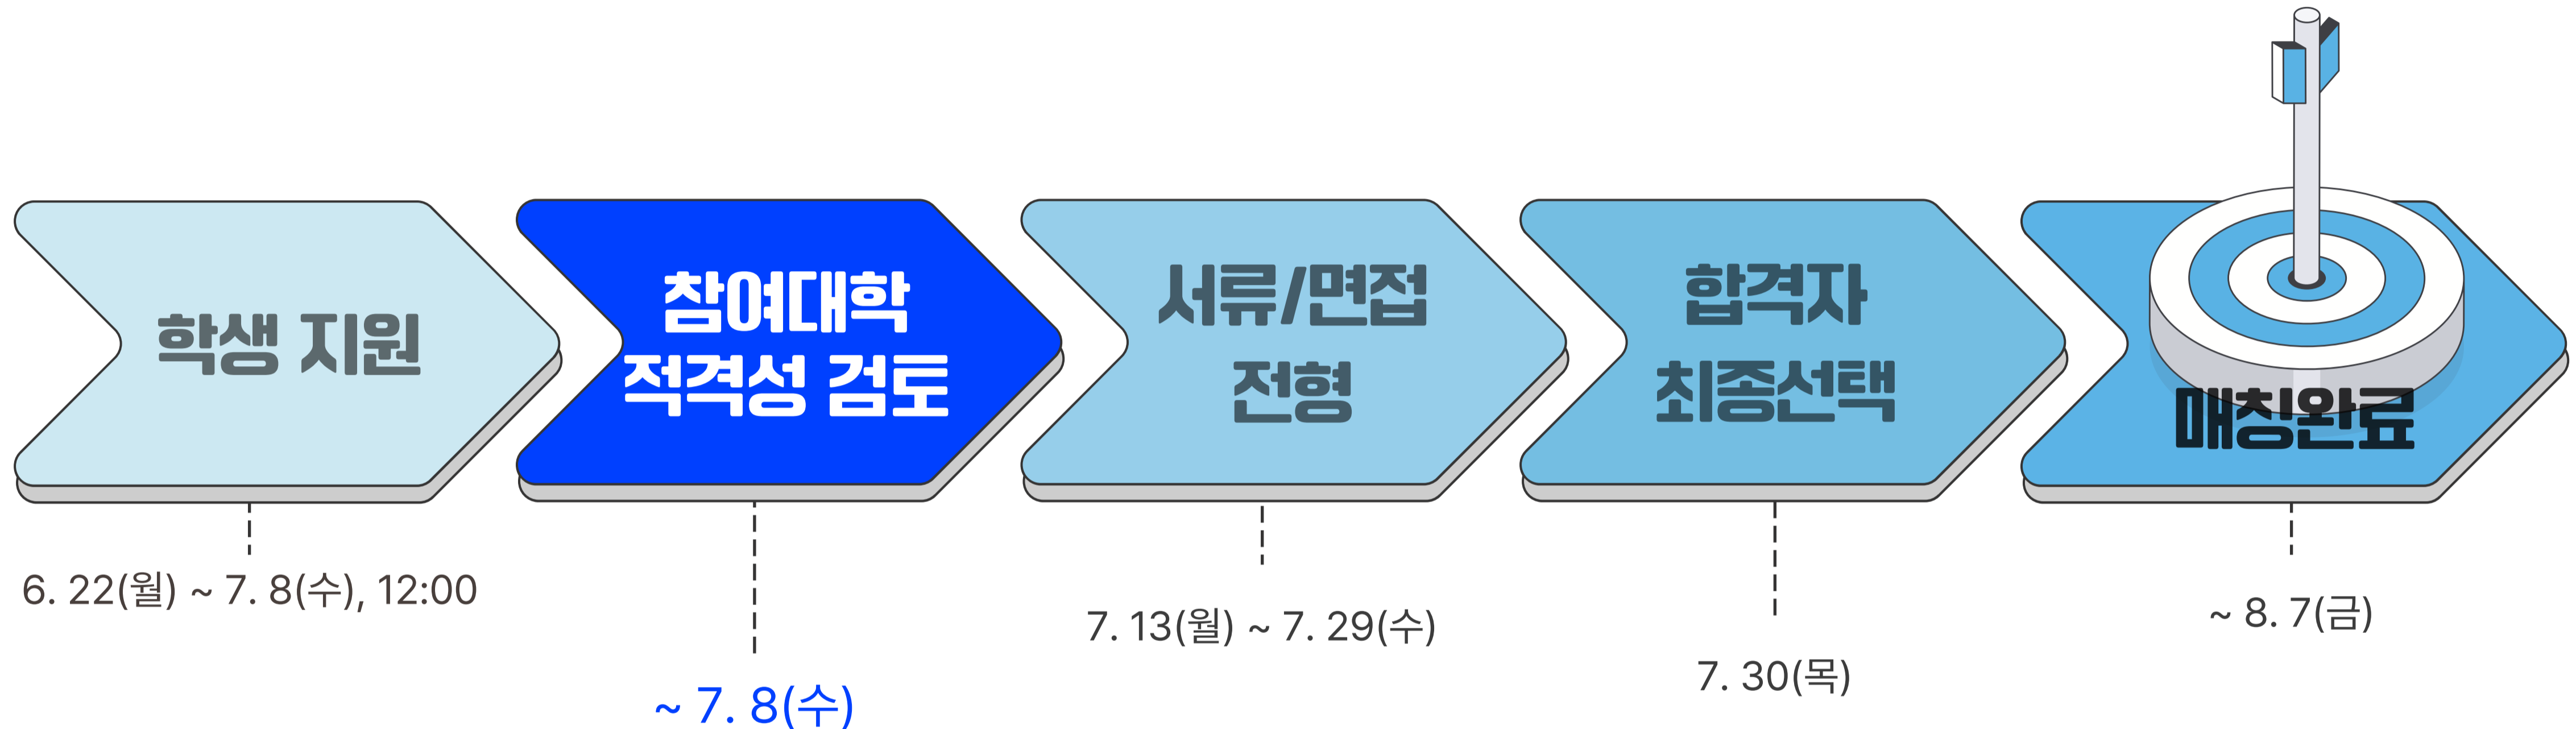 학생 지원
참여대학
적격성 검토
서류/면접
전형
합격자
최종선택
매칭완료
6. 22(월) ~ 7. 8(수), 12:00
~ 7. 8(수)
7. 13(월) ~ 7. 29(수)
7. 30(목)
~ 8. 7(금)